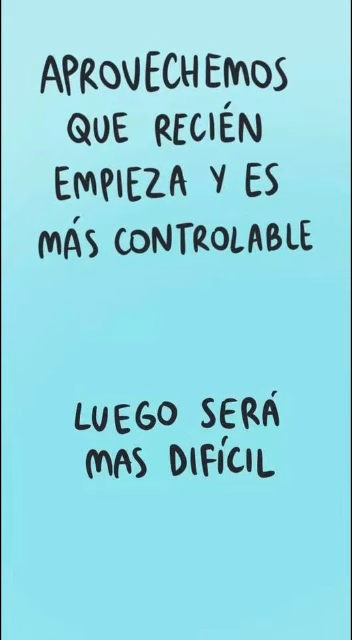 APROVECHEMOS
QUE RECIÉN
EMPIEZA Y ES
MÁS CONTROLABLE
LUEGO SERÁ
MAS DIFÍCIL